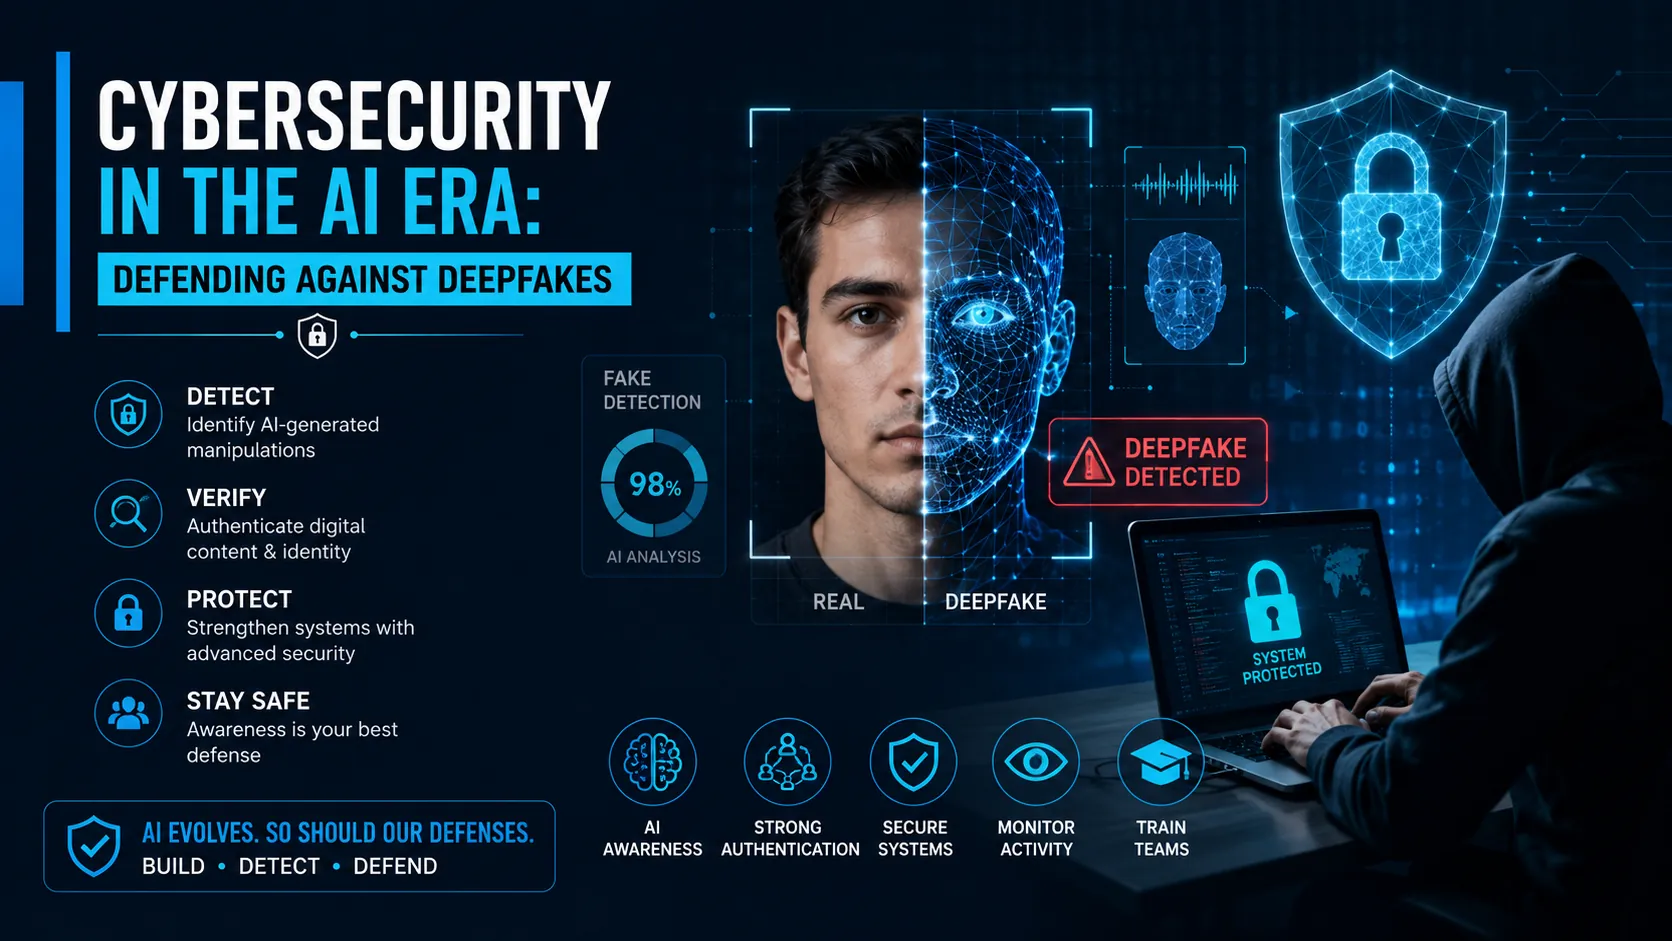 CYBERSECURITY
IN THE AI ERA:
DEFENDING AGAINST DEEPFAKES
DETECT
Identify AI-generated
manipulations
VERIFY
Authenticate digital
content & identity
PROTECT
Strengthen systems with
advanced security
STAY SAFE
Awareness is your best
defense
AI EVOLVES. SO SHOULD OUR DEFENSES.
BUILD • DETECT • DEFEND
FAKE
DETECTION
98%
AI ANALYSIS
REAL
DEEPFAKE
DEEPFAKE
DETECTED
SYSTEM
PROTECTED
AI
AWARENESS
STRONG
AUTHENTICATION
SECURE
SYSTEMS
MONITOR
ACTIVITY
TRAIN
TEAMS